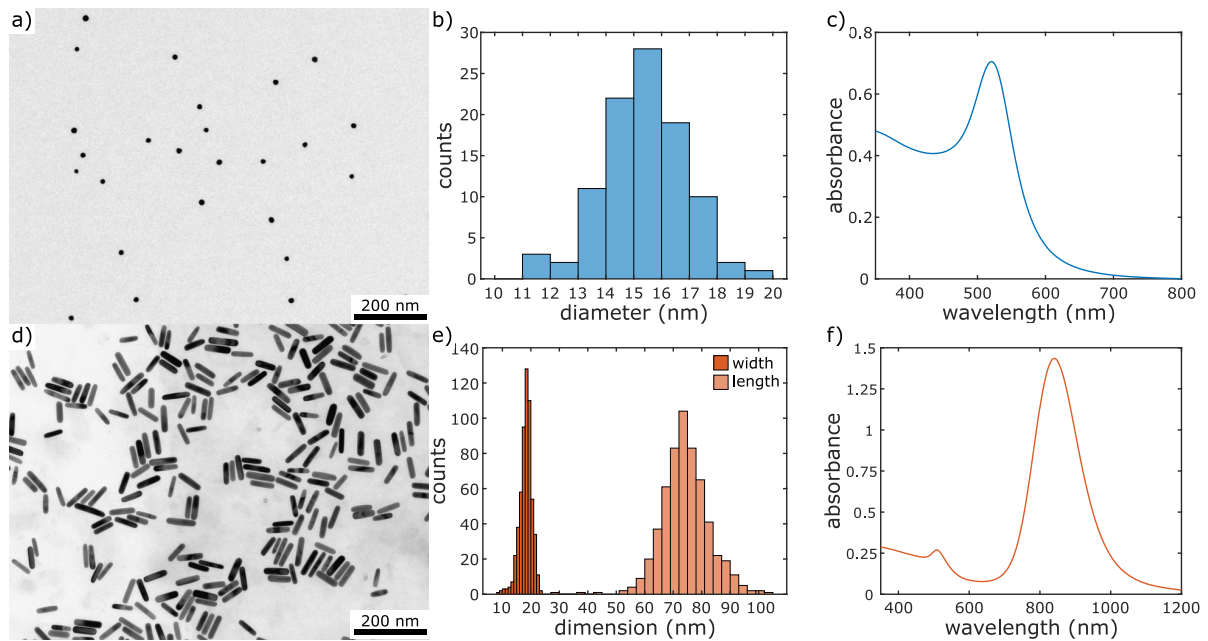 a)
200 nm
b)
counts
30
25
20
15
10
5
0
10 11 12 13 14 15 16 17 18 19 20
diameter (nm)
c)
absorbance
0.8
0.6
0.4
0.2
0
400 500 600 700 800
wavelength (nm)
d)
200 nm
e)
counts
140
120
100
80
60
40
20
0
10 20 30 40 50 60 70 80 90 100
dimension (nm)
width
length
f)
absorbance
1.5
1.25
1
0.75
0.5
0.25
0
400 600 800 1000 1200
wavelength (nm)